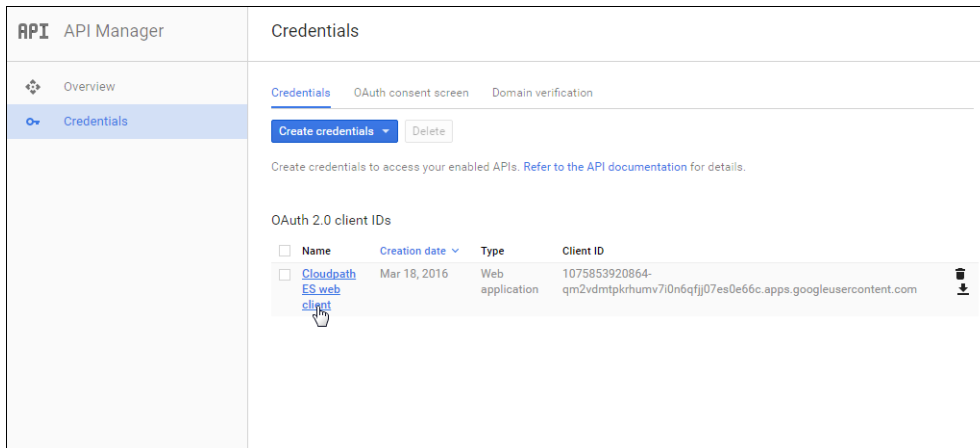 API API Manager
Credentials
Overview
Credentials
Credentials OAuth consent screen Domain verification
Create credentials Delete
Create credentials to access your enabled APIs. Refer to the API documentation for details.
OAuth 2.0 client IDs
Name Creation date Type Client ID
Cloudpath Mar 18, 2016 Web 1075853920864-
ES web application qm2vdmtpkrhumv7i0n6qfjj07es0e66c.apps.googleusercontent.com
client